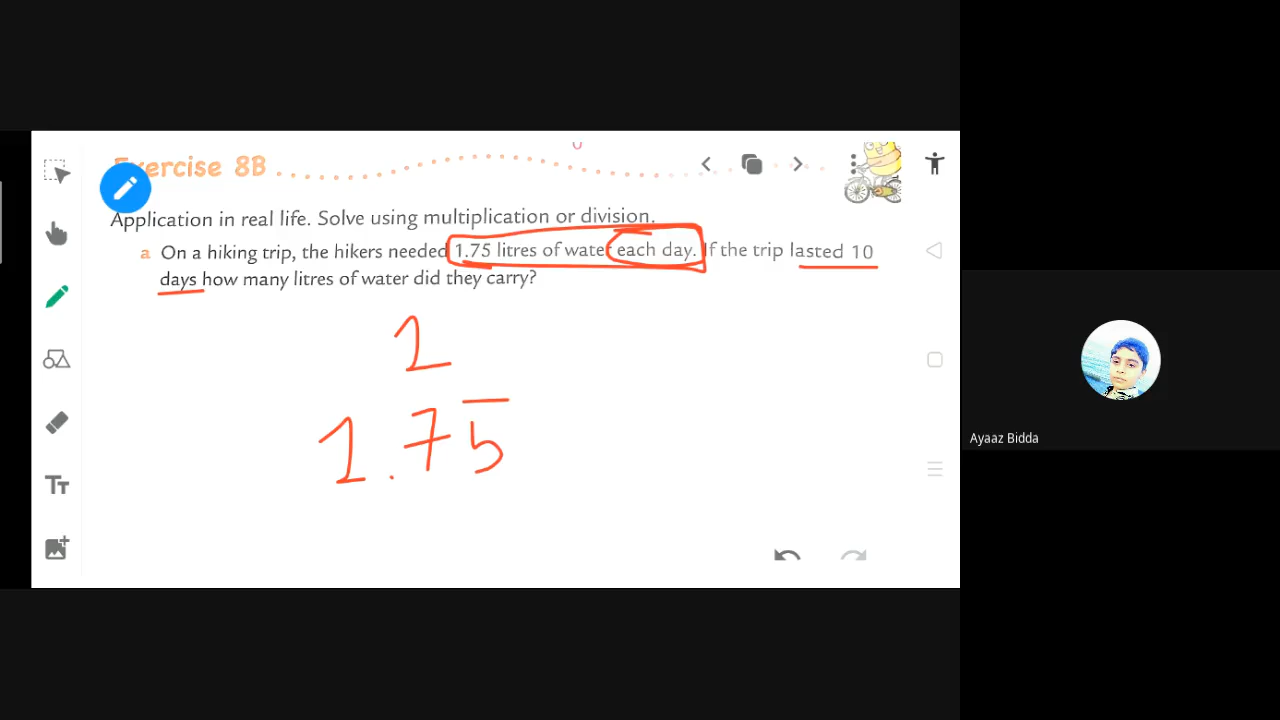 Exercise 8B
Application in real life. Solve using multiplication or division.
a On a hiking trip, the hikers needed 1.75 litres of water each day. If the trip lasted 10
days how many litres of water did they carry?
1
1.75
Tt
Ayaaz Bidda